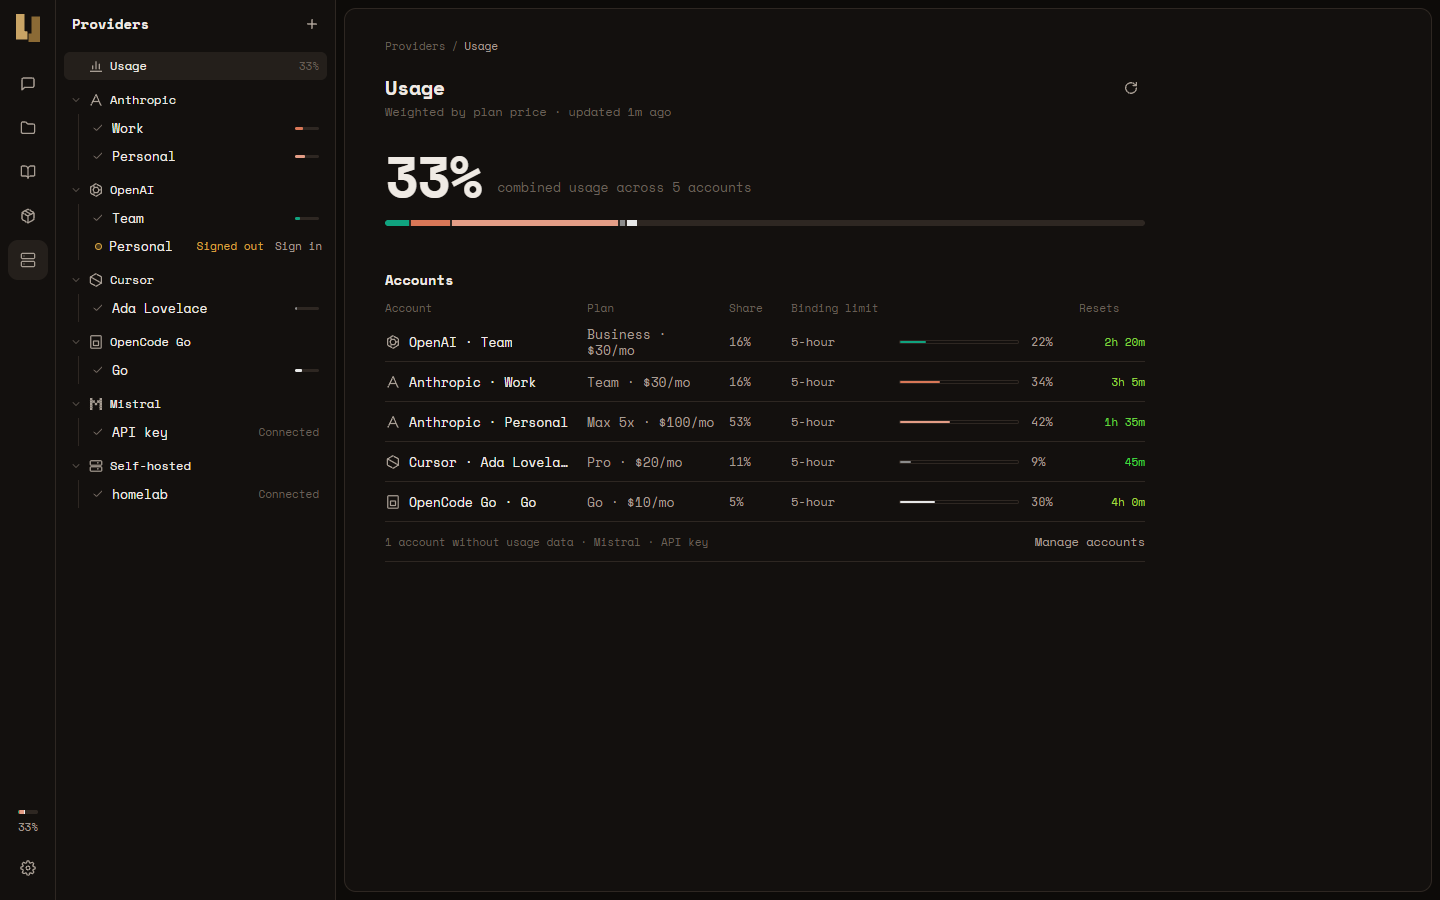 Providers
Usage 33%
Anthropic
Work
Personal
OpenAI
Team
Personal Signed out Sign in
Cursor
Ada Lovelace
OpenCode Go
Go
Mistral
API key Connected
Self-hosted
homelab Connected
33%
Providers / Usage
Usage
Weighted by plan price · updated 1m ago
33% combined usage across 5 accounts
Accounts
Account Plan Share Binding limit Resets
OpenAI · Team Business · $30/mo 16% 5-hour 22% 2h 20m
Anthropic · Work Team · $30/mo 16% 5-hour 34% 3h 5m
Anthropic · Personal Max 5x · $100/mo 53% 5-hour 42% 1h 35m
Cursor · Ada Lovela… Pro · $20/mo 11% 5-hour 9% 45m
OpenCode Go · Go Go · $10/mo 5% 5-hour 30% 4h 0m
1 account without usage data · Mistral · API key Manage accounts